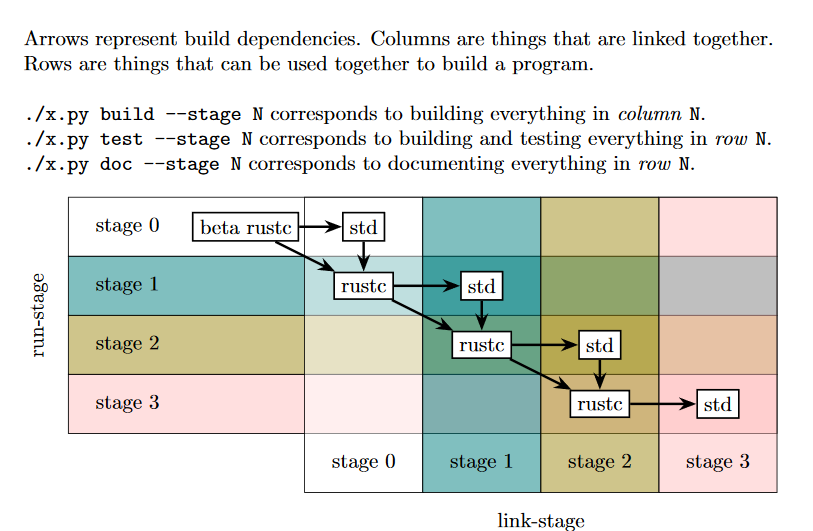 Arrows represent build dependencies. Columns are things that are linked together.
Rows are things that can be used together to build a program.
./x.py build --stage N corresponds to building everything in column N.
./x.py test --stage N corresponds to building and testing everything in row N.
./x.py doc --stage N corresponds to documenting everything in row N.
stage 0 beta rustc std
stage 1 rustc std
run-stage
stage 2 rustc std
stage 3 rustc std
stage 0 stage 1 stage 2 stage 3
link-stage